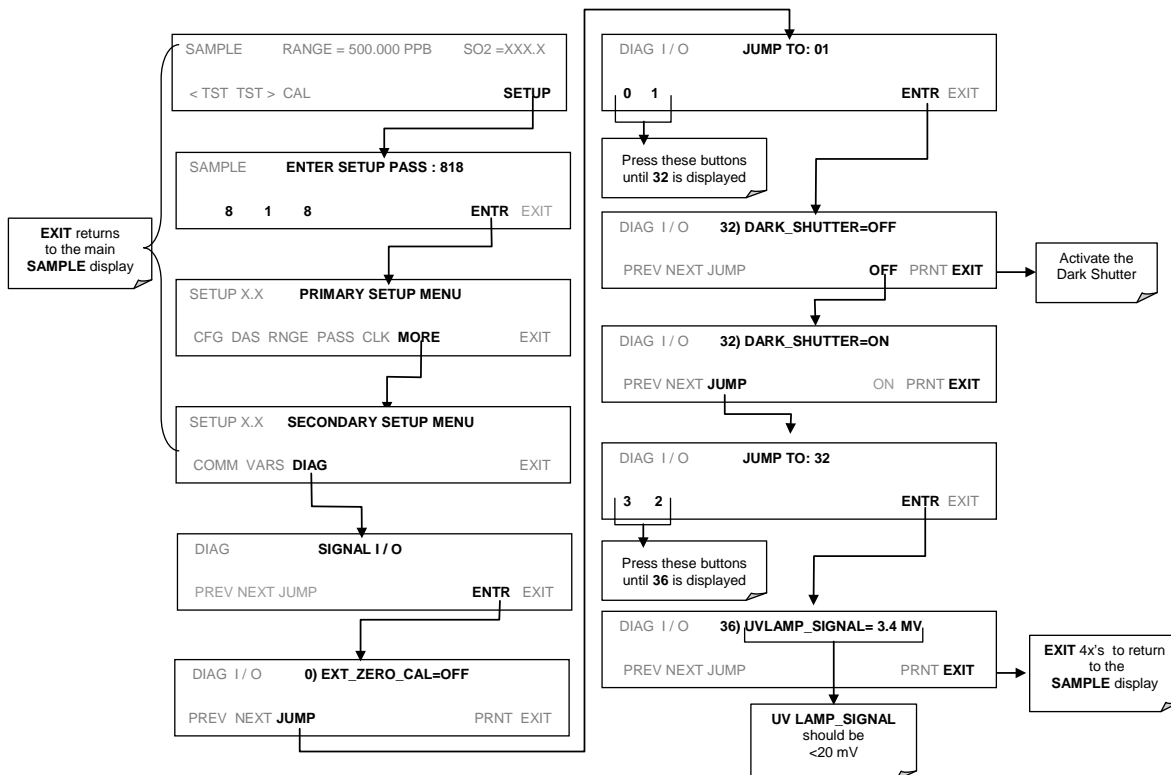 SAMPLE RANGE = 500.000 PPB SO2 =XXX.X
< TST TST > CAL SETUP
SAMPLE ENTER SETUP PASS : 818
8 1 8 ENTR EXIT
EXIT returns
to the main
SAMPLE display
SETUP X.X PRIMARY SETUP MENU
CFG DAS RNGE PASS CLK MORE EXIT
SETUP X.X SECONDARY SETUP MENU
COMM VARS DIAG EXIT
DIAG SIGNAL I / O
PREV NEXT JUMP ENTR EXIT
DIAG I / O 0) EXT_ZERO_CAL=OFF
PREV NEXT JUMP PRNT EXIT
DIAG I / O JUMP TO: 01
0 1 ENTR EXIT
Press these buttons
until 32 is displayed
DIAG I / O 32) DARK_SHUTTER=OFF
PREV NEXT JUMP OFF PRNT EXIT
Activate the
Dark Shutter
DIAG I / O 32) DARK_SHUTTER=ON
PREV NEXT JUMP ON PRNT EXIT
DIAG I / O JUMP TO: 32
3 2 ENTR EXIT
Press these buttons
until 36 is displayed
DIAG I / O 36) UVLAMP_SIGNAL= 3.4 MV
PREV NEXT JUMP PRNT EXIT
EXIT 4x's to return
to the
SAMPLE display
UV LAMP_SIGNAL
should be
<20 mV